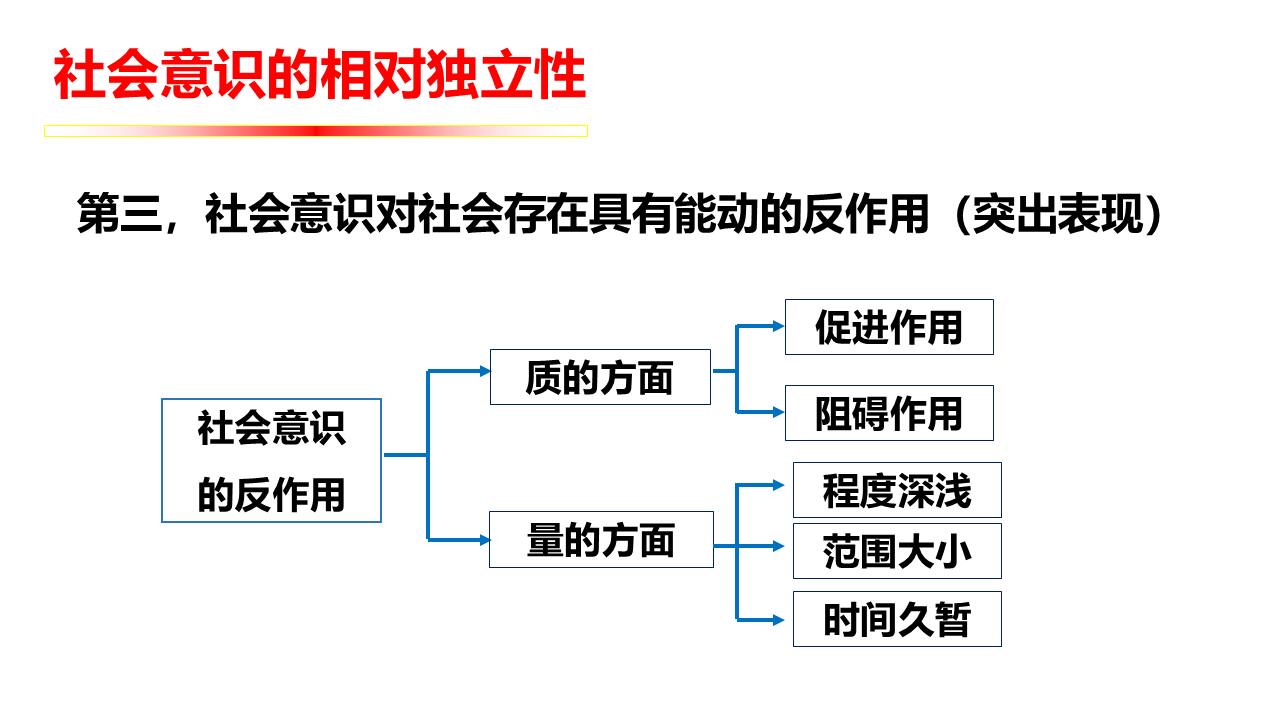 社会意识的相对独立性
第三，社会意识对社会存在具有能动的反作用（突出表现）
社会意识
的反作用
质的方面
促进作用
阻碍作用
量的方面
程度深浅
范围大小
时间久暂